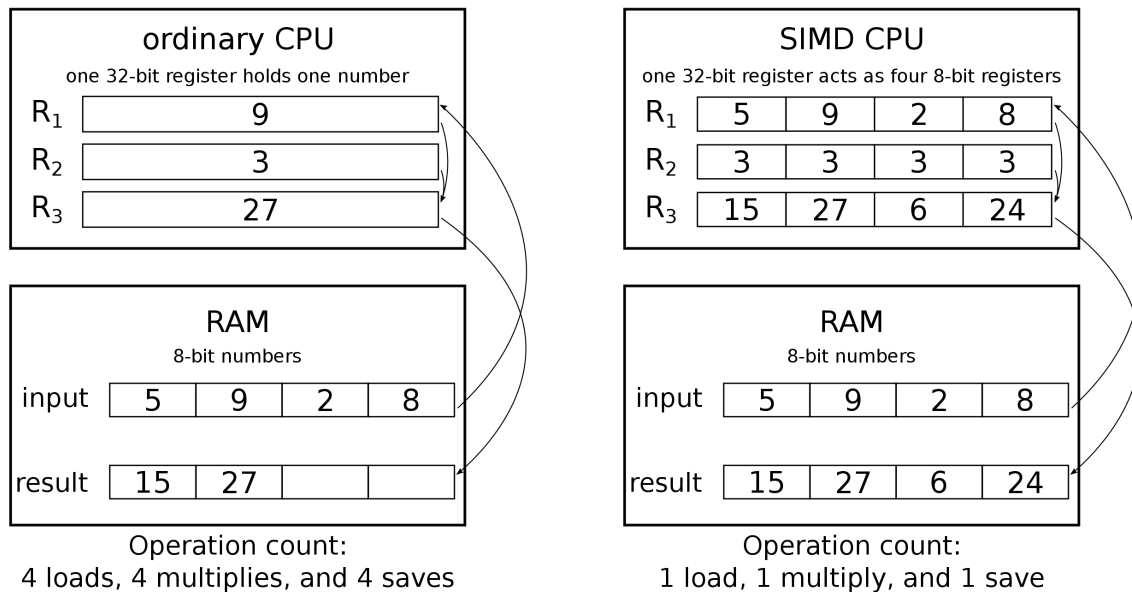 ordinary CPU
one 32-bit register holds one number
R1 9
R2 3
R3 27
RAM
8-bit numbers
input 5 9 2 8
result 15 27
Operation count:
4 loads, 4 multiplies, and 4 saves
SIMD CPU
one 32-bit register acts as four 8-bit registers
R1 5 9 2 8
R2 3 3 3 3
R3 15 27 6 24
RAM
8-bit numbers
input 5 9 2 8
result 15 27 6 24
Operation count:
1 load, 1 multiply, and 1 save